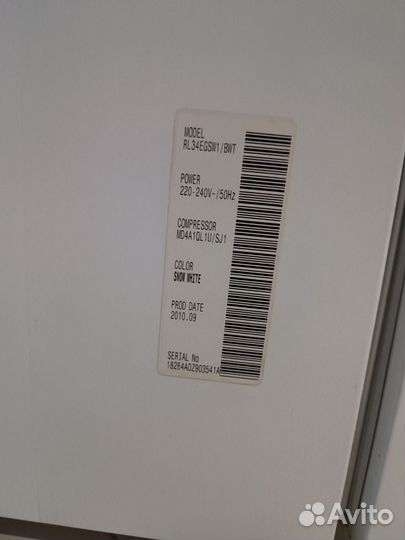 MODEL
RL34EGSW1/BWT
POWER
220-240V~/50Hz
COMPRESSOR
MD4A1QL1U/SJ1
COLOR
SNOW WHITE
PROD DATE
2010.09
SERIAL No
18284ADZ903541A
Avito